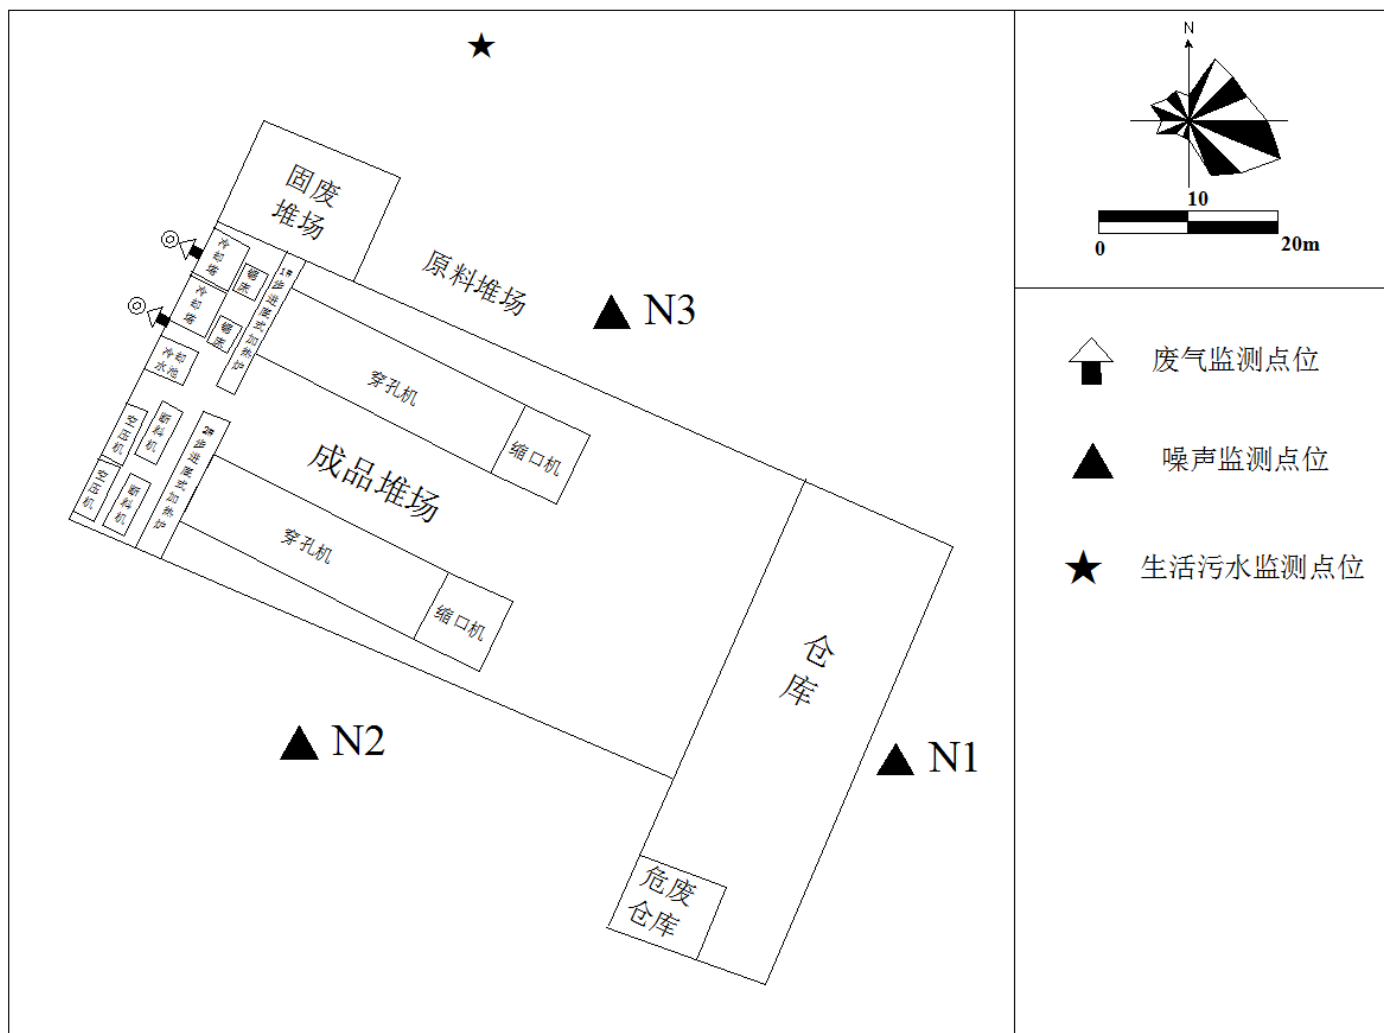 N
10
0
20m
固废
堆场
原料堆场
N3
冷却塔
锯床
1#步进履式加热炉
冷却塔
锯床
冷却
水池
穿孔机
缩口机
空压机
断料机
2#步进履式加热炉
成品堆场
空压机
断料机
穿孔机
缩口机
仓
库
N2
N1
危废
仓库
废气监测点位
噪声监测点位
生活污水监测点位